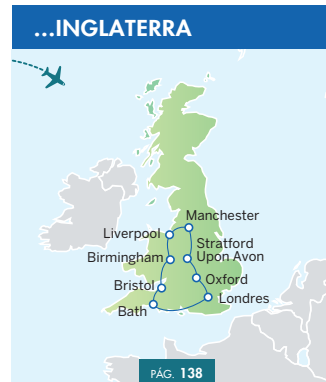 ...INGLATERRA
Manchester
Liverpool
Stratford
Upon Avon
Birmingham
Oxford
Bristol
Londres
Bath
PÁG. 138